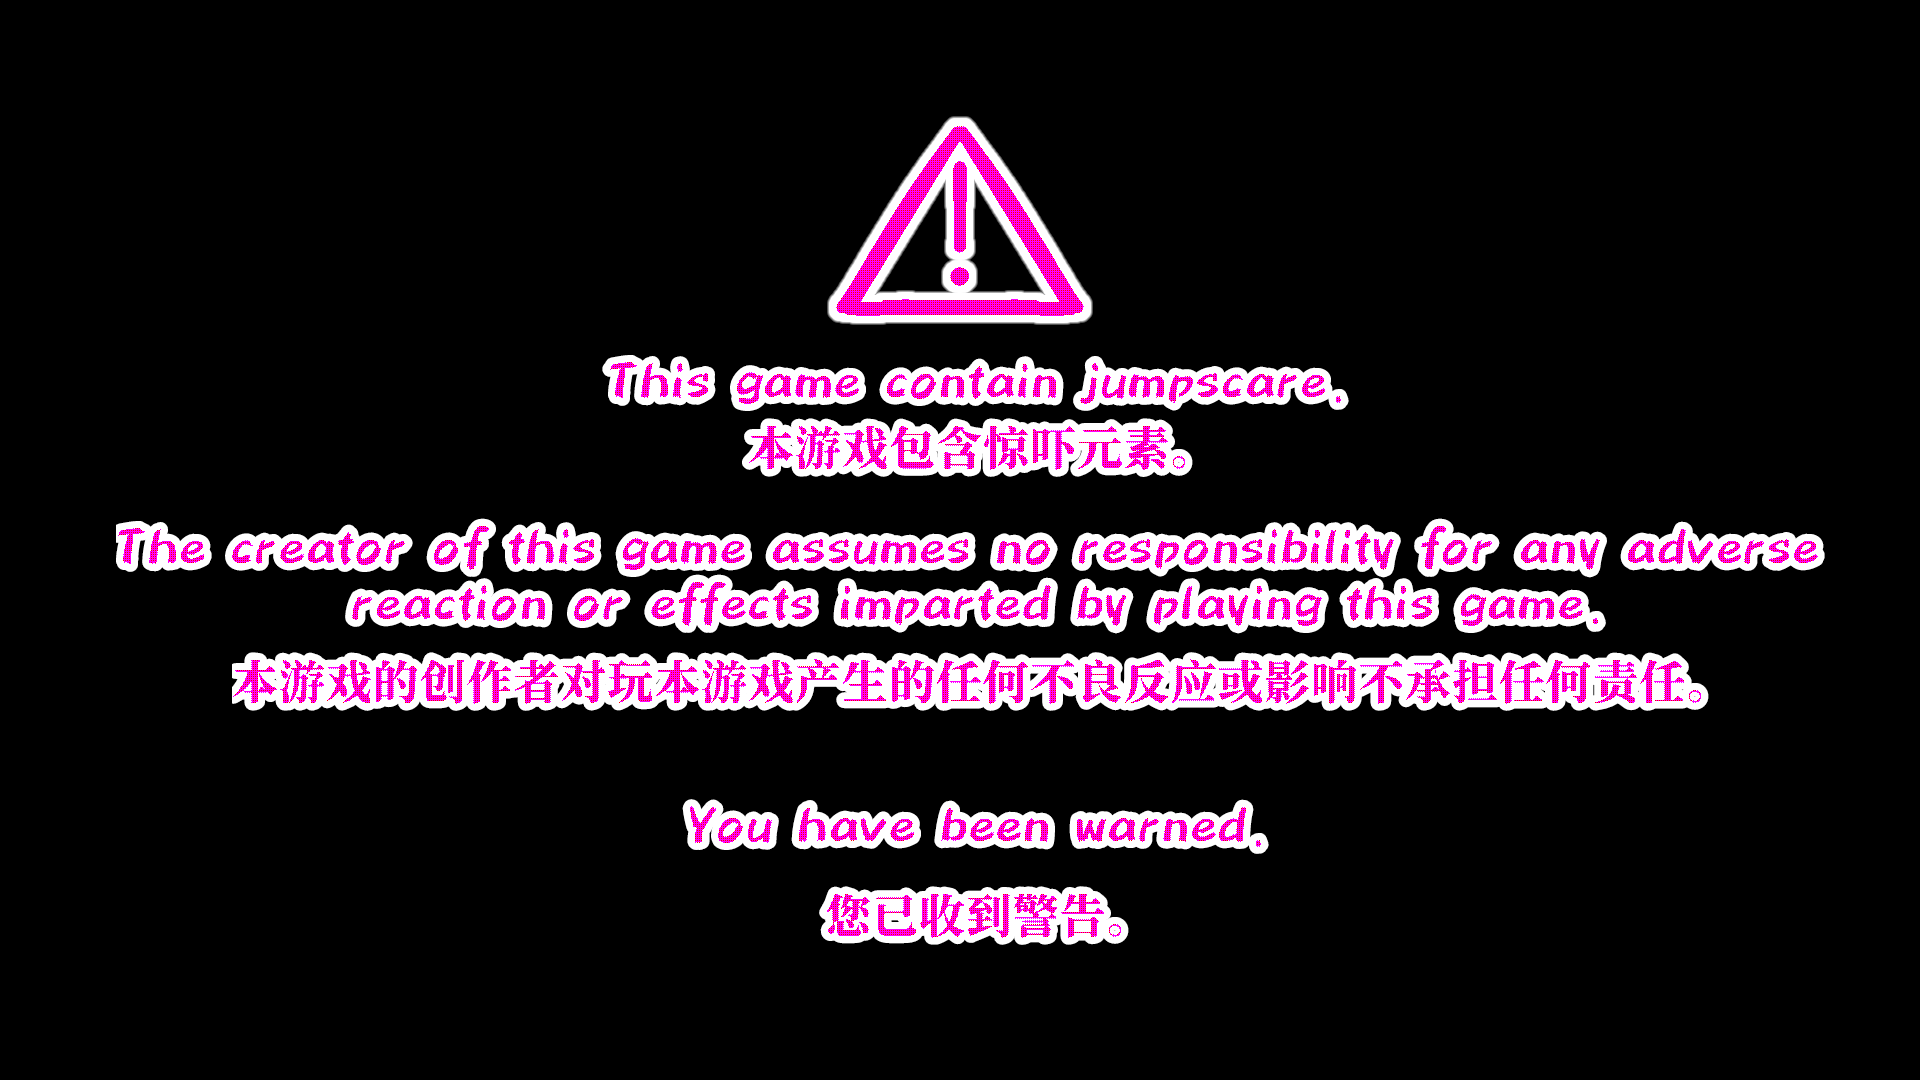 This game contain jumpscare.
本游戏包含惊吓元素。
The creator of this game assumes no responsibility for any adverse
reaction or effects imparted by playing this game.
本游戏的创作者对玩本游戏产生的任何不良反应或影响不承担任何责任。
You have been warned.
您已收到警告。